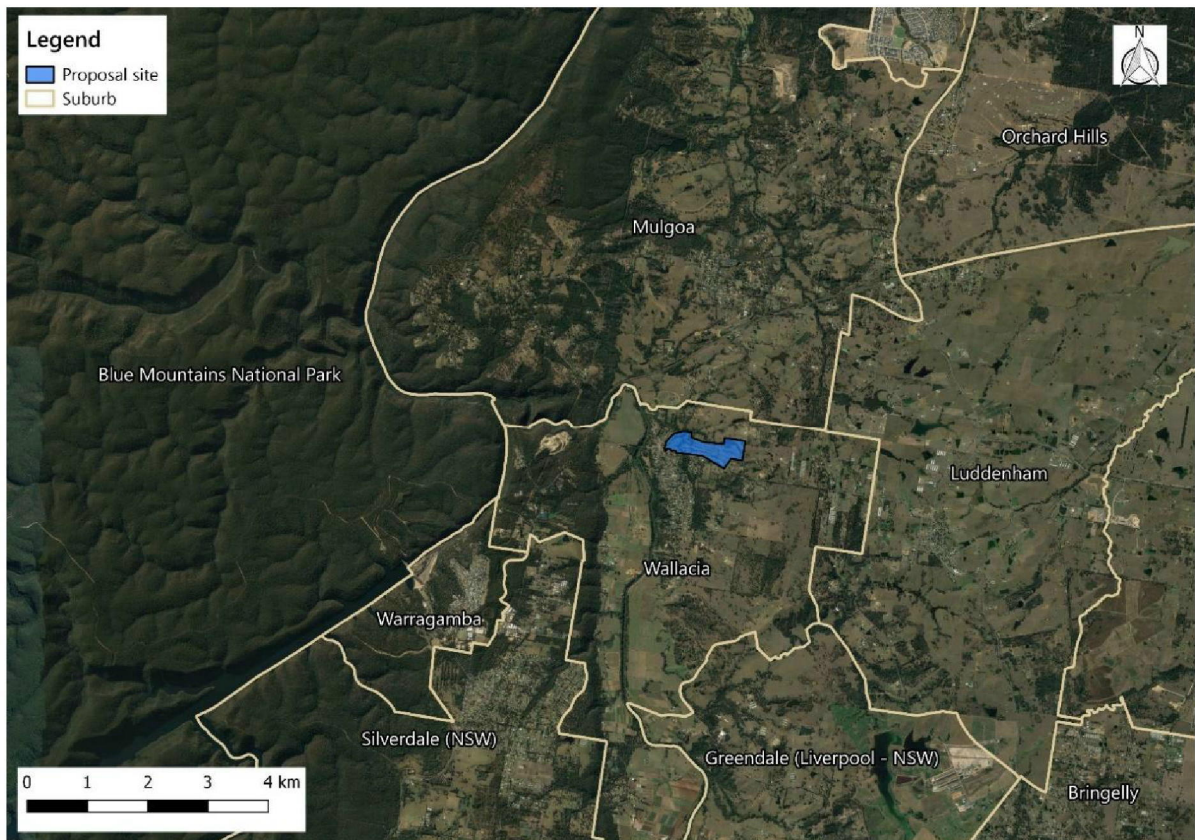 Legend
Proposal site
Suburb
N
Orchard Hills
Mulgoa
Blue Mountains National Park
Luddenham
Wallacia
Warragamba
Silverdale (NSW)
Greendale (Liverpool - NSW)
Bringelly
0 1 2 3 4 km